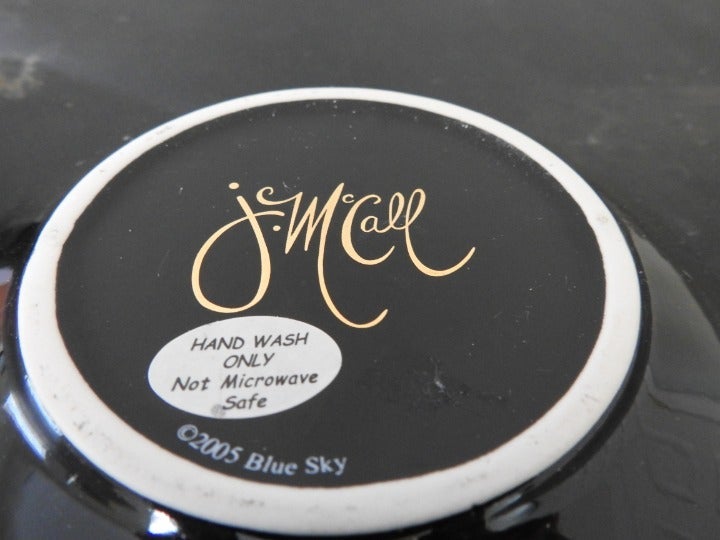 j.McCall
HAND WASH
ONLY
Not Microwave
Safe
©2005 Blue Sky